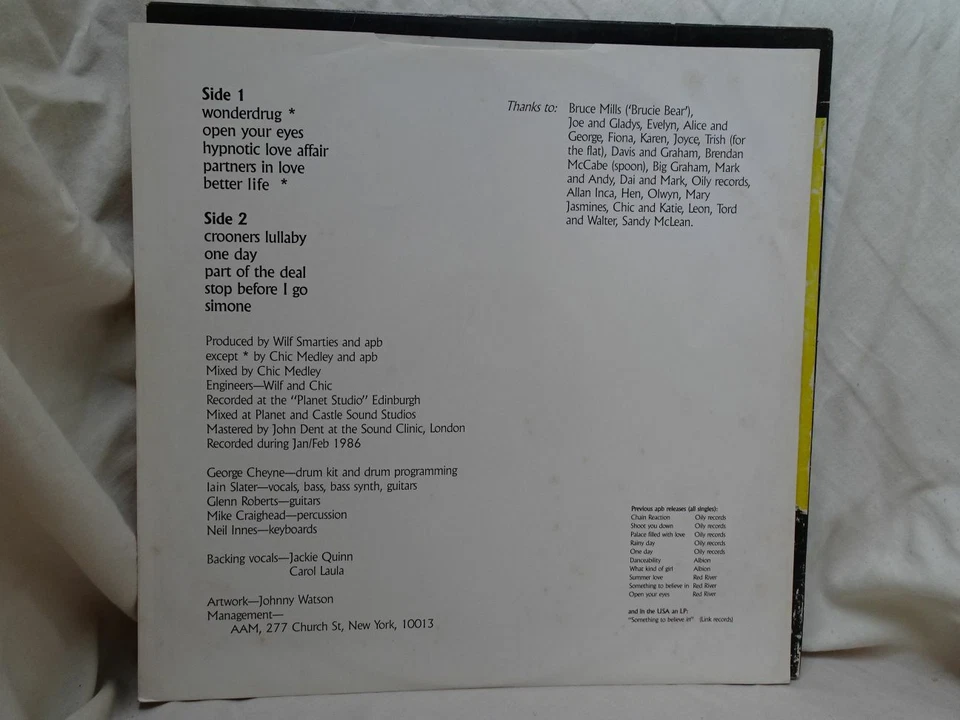 Side 1
wonderdrug *
open your eyes
hypnotic love affair
partners in love
better life *
Side 2
crooners lullaby
one day
part of the deal
stop before I go
simone
Produced by Wilf Smarties and apb
except * by Chic Medley and apb
Mixed by Chic Medley
Engineers—Wilf and Chic
Recorded at the "Planet Studio" Edinburgh
Mixed at Planet and Castle Sound Studios
Mastered by John Dent at the Sound Clinic, London
Recorded during Jan/Feb 1986
George Cheyne—drum kit and drum programming
Iain Slater—vocals, bass, bass synth, guitars
Glenn Roberts—guitars
Mike Craighead—percussion
Neil Innes—keyboards
Backing vocals—Jackie Quinn
Carol Laula
Artwork—Johnny Watson
Management—
AAM, 277 Church St, New York, 10013
Thanks to: Bruce Mills ('Brucie Bear'),
Joe and Gladys, Evelyn, Alice and
George, Fiona, Karen, Joyce, Trish (for
the flat), Davis and Graham, Brendan
McCabe (spoon), Big Graham, Mark
and Andy, Dai and Mark, Oily records,
Allan Inca, Hen, Olwyn, Mary
Jasmines, Chic and Katie, Leon, Tord
and Walter, Sandy McLean.
Previous apb releases (all singles):
Chain Reaction Oily records
Shoot you down Oily records
Palace filled with love Oily records
Rainy day Oily records
One day Oily records
Danceability Albion
What kind of girl Albion
Summer love Red River
Something to believe in Red River
Open your eyes Red River
and in the USA an LP:
"Something to believe in" (Link records)